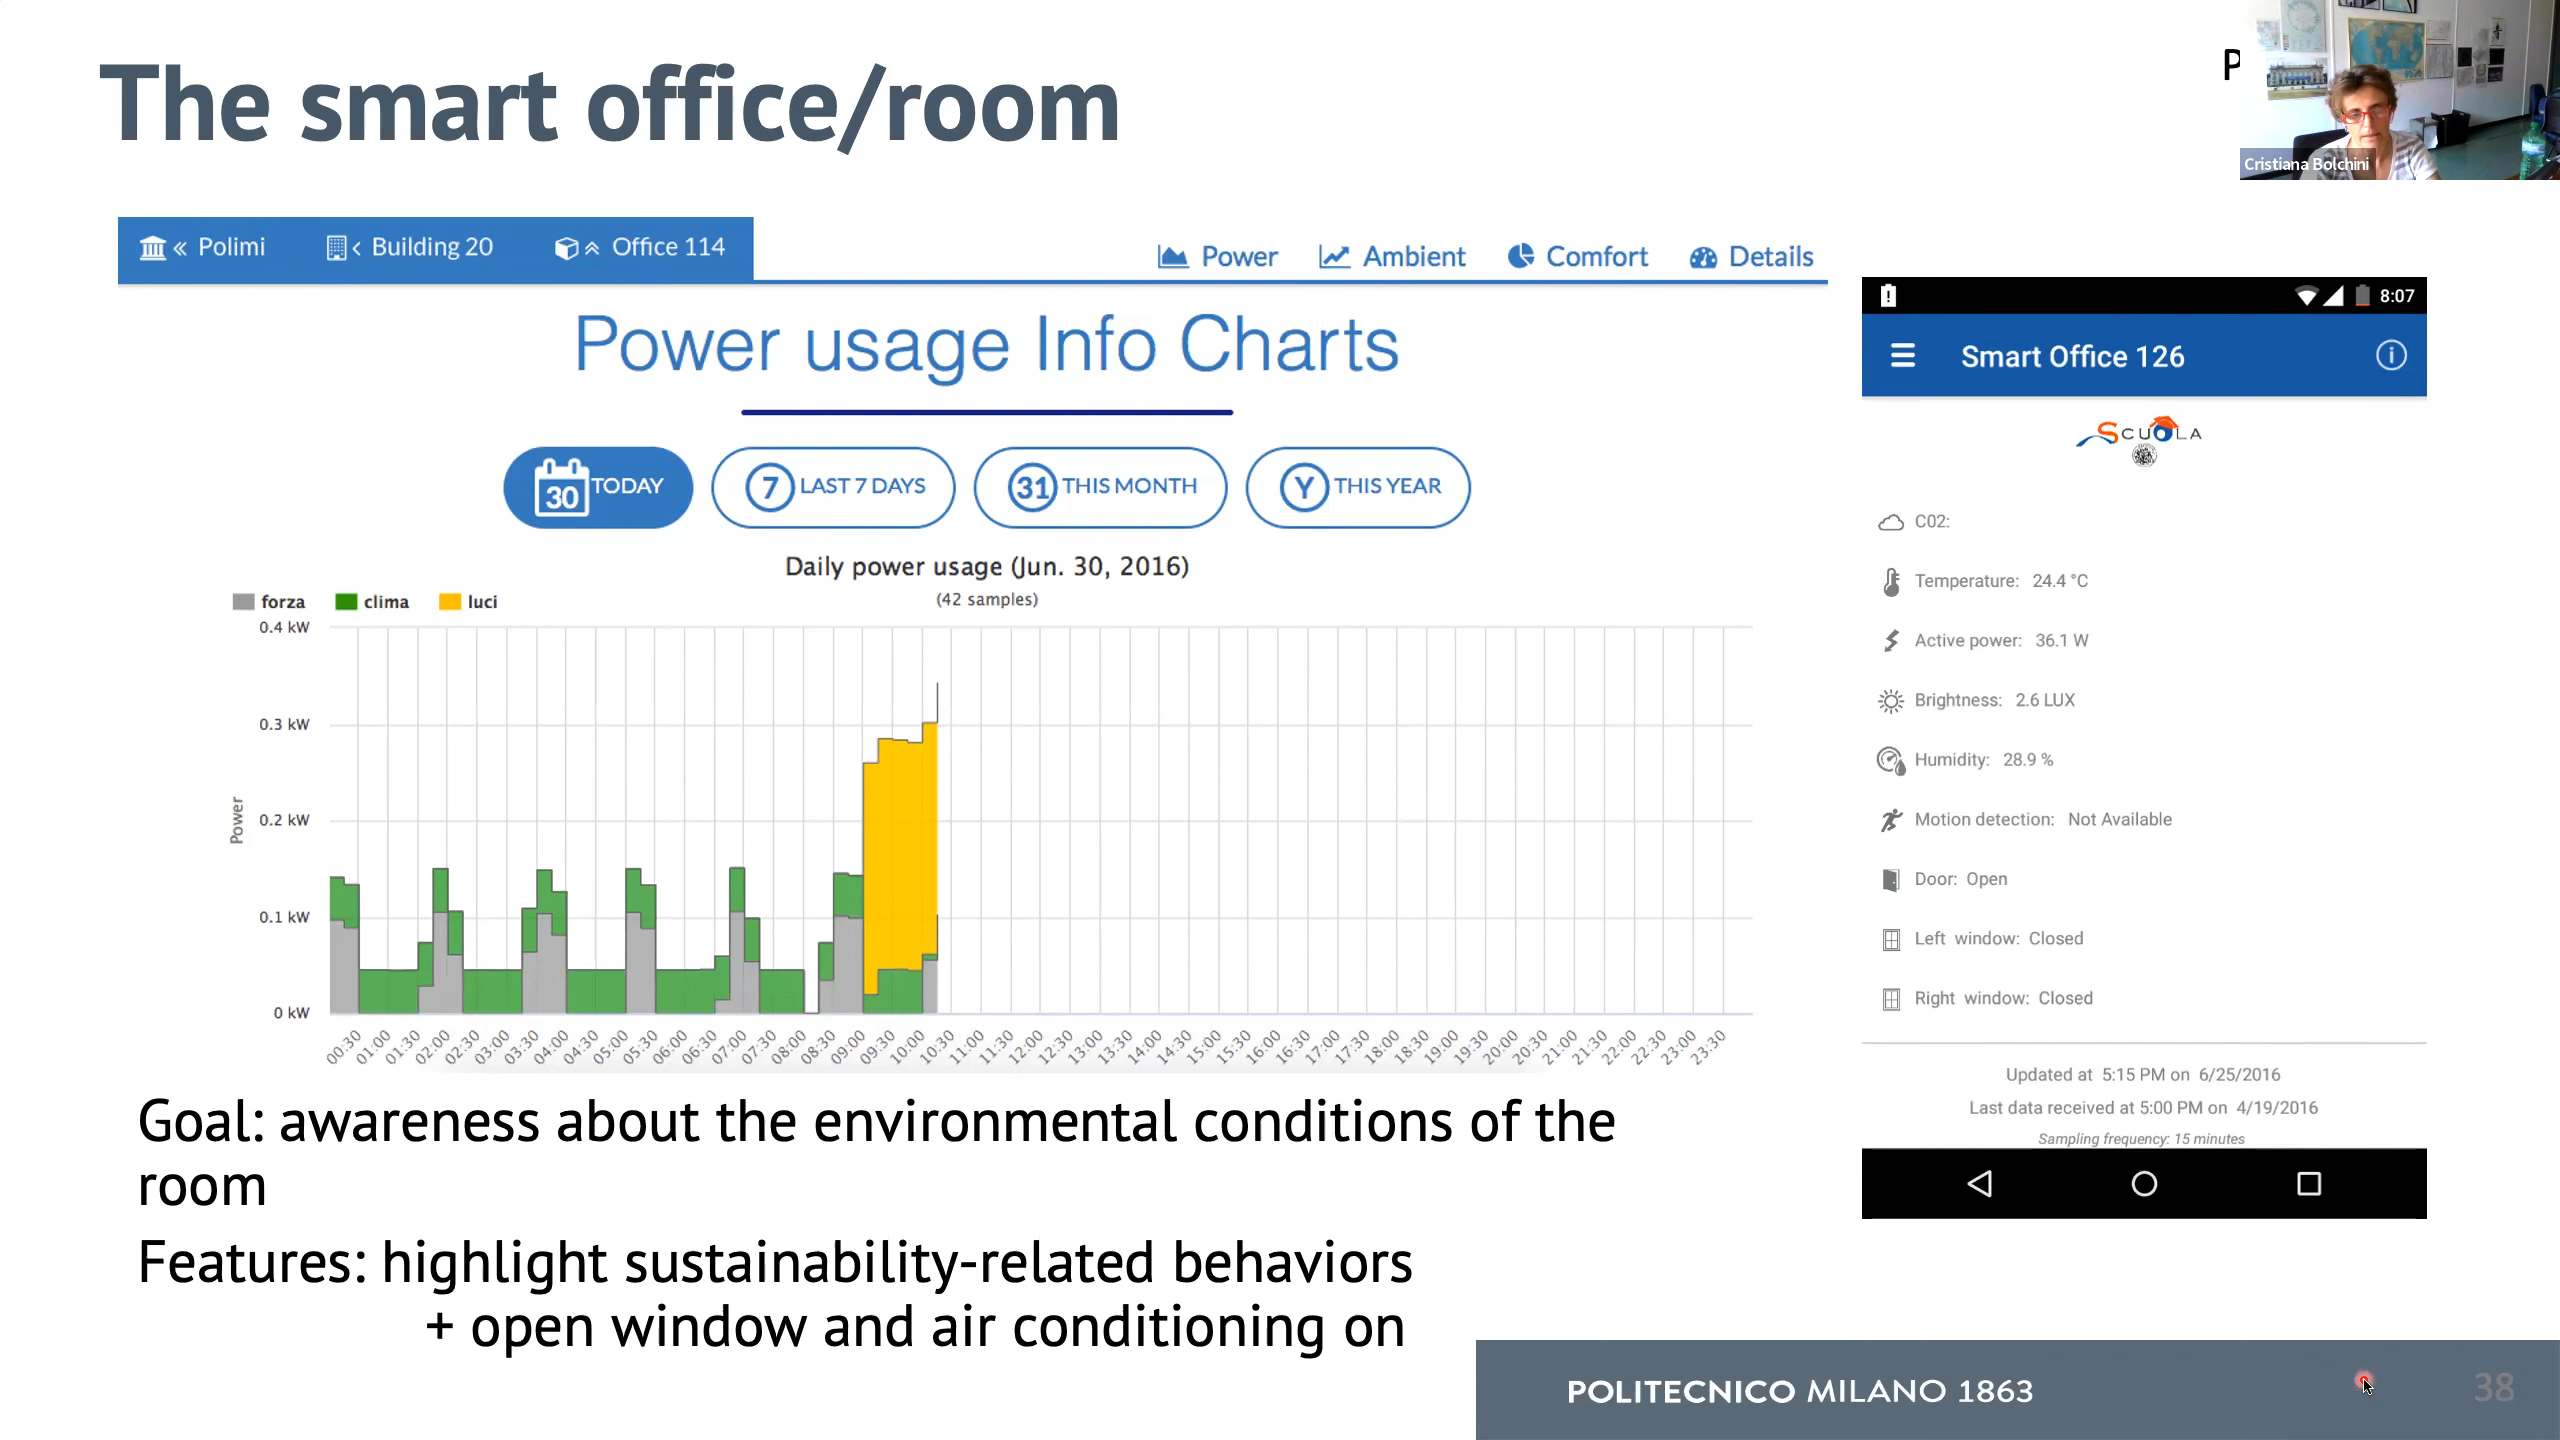 The smart office/room
P
Cristiana Bolchini
« Polimi
Building 20
Office 114
Power
Ambient
Comfort
Details
Power usage Info Charts
30 TODAY
7 LAST 7 DAYS
31 THIS MONTH
Y THIS YEAR
Daily power usage (Jun. 30, 2016)
(42 samples)
forza
clima
luci
0.4 kW
0.3 kW
0.2 kW
0.1 kW
0 kW
Power
00:30 01:00 01:30 02:00 02:30 03:00 03:30 04:00 04:30 05:00 05:30 06:00 06:30 07:00 07:30 08:00 08:30 09:00 09:30 10:00 10:30 11:00 11:30 12:00 12:30 13:00 13:30 14:00 14:30 15:00 15:30 16:00 16:30 17:00 17:30 18:00 18:30 19:00 19:30 20:00 20:30 21:00 21:30 22:00 22:30 23:00 23:30
8:07
Smart Office 126
SCUOLA
C02:
Temperature: 24.4 °C
Active power: 36.1 W
Brightness: 2.6 LUX
Humidity: 28.9 %
Motion detection: Not Available
Door: Open
Left window: Closed
Right window: Closed
Updated at 5:15 PM on 6/25/2016
Last data received at 5:00 PM on 4/19/2016
Sampling frequency: 15 minutes
Goal: awareness about the environmental conditions of the
room
Features: highlight sustainability-related behaviors
+ open window and air conditioning on
POLITECNICO MILANO 1863
38